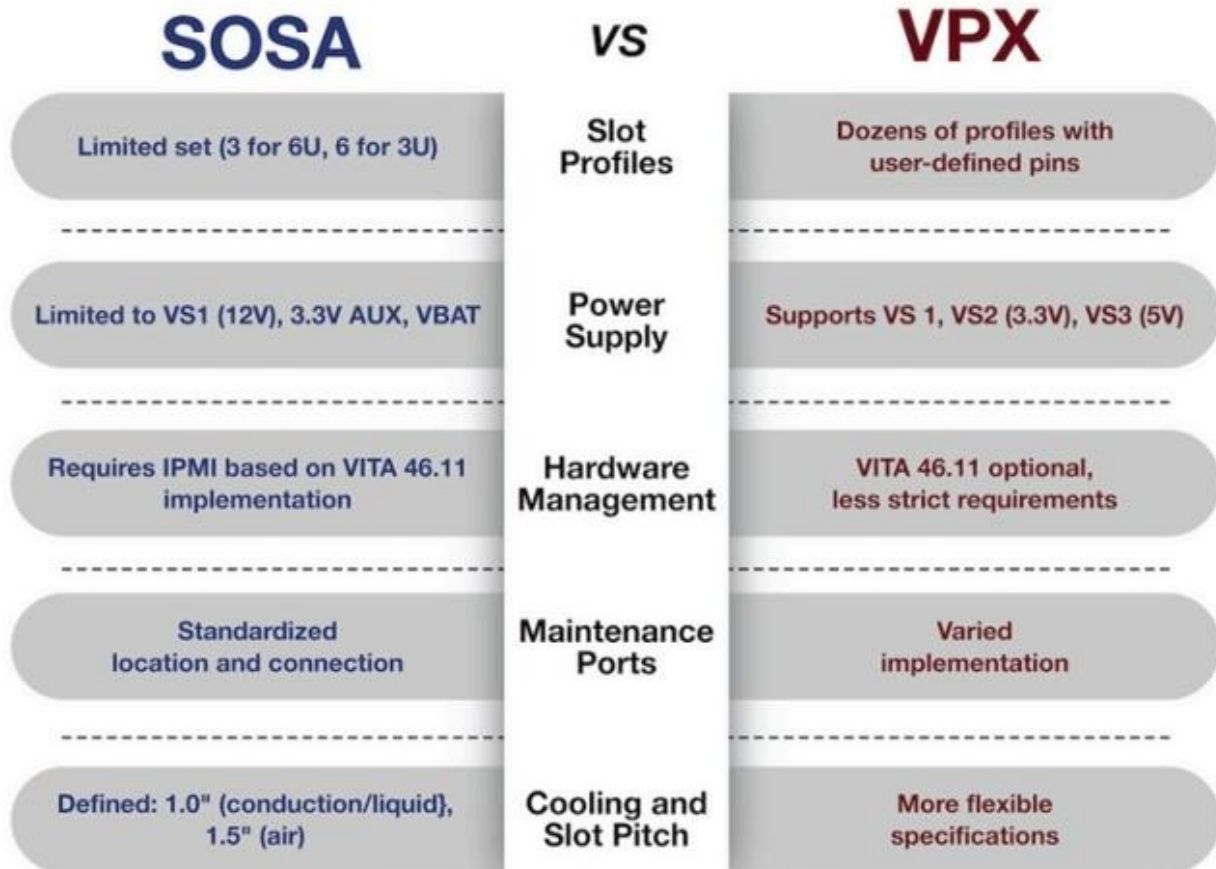 SOSA VS VPX
Limited set (3 for 6U, 6 for 3U)
Slot
Profiles
Dozens of profiles with
user-defined pins
Limited to VS1 (12V), 3.3V AUX, VBAT
Power
Supply
Supports VS 1, VS2 (3.3V), VS3 (5V)
Requires IPMI based on VITA 46.11
implementation
Hardware
Management
VITA 46.11 optional,
less strict requirements
Standardized
location and connection
Maintenance
Ports
Varied
implementation
Defined: 1.0" (conduction/liquid},
1.5" (air)
Cooling and
Slot Pitch
More flexible
specifications